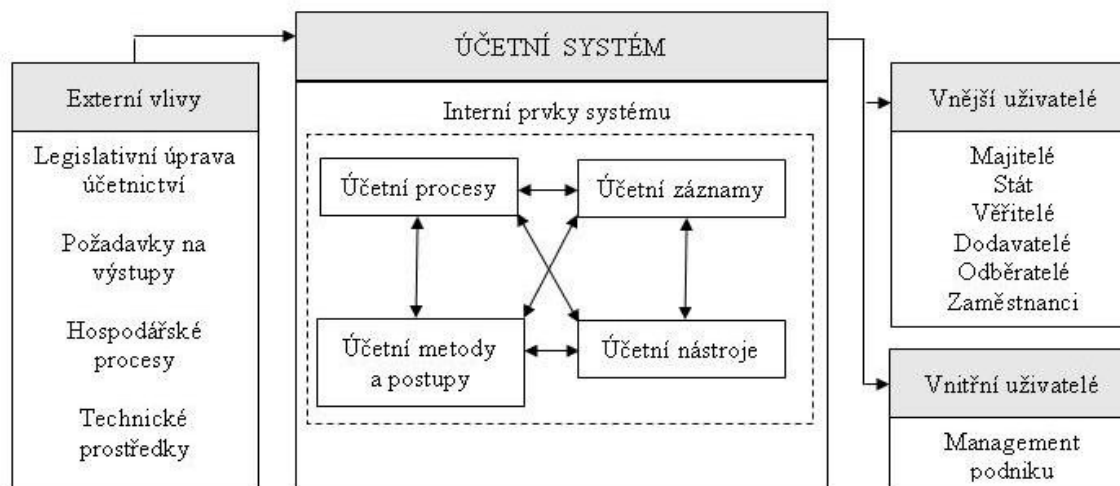 ÚČETNÍ SYSTÉM
Externí vlivy
Legislativní úprava
účetnictví
Požadavky na
výstupy
Hospodářské
procesy
Technické
prostředky
Interní prvky systému
Účetní procesy
Účetní záznamy
Účetní metody
a postupy
Účetní nástroje
Vnější uživatelé
Majitelé
Stát
Věřitelé
Dodavatelé
Odběratelé
Zaměstnanci
Vnitřní uživatelé
Management
podniku